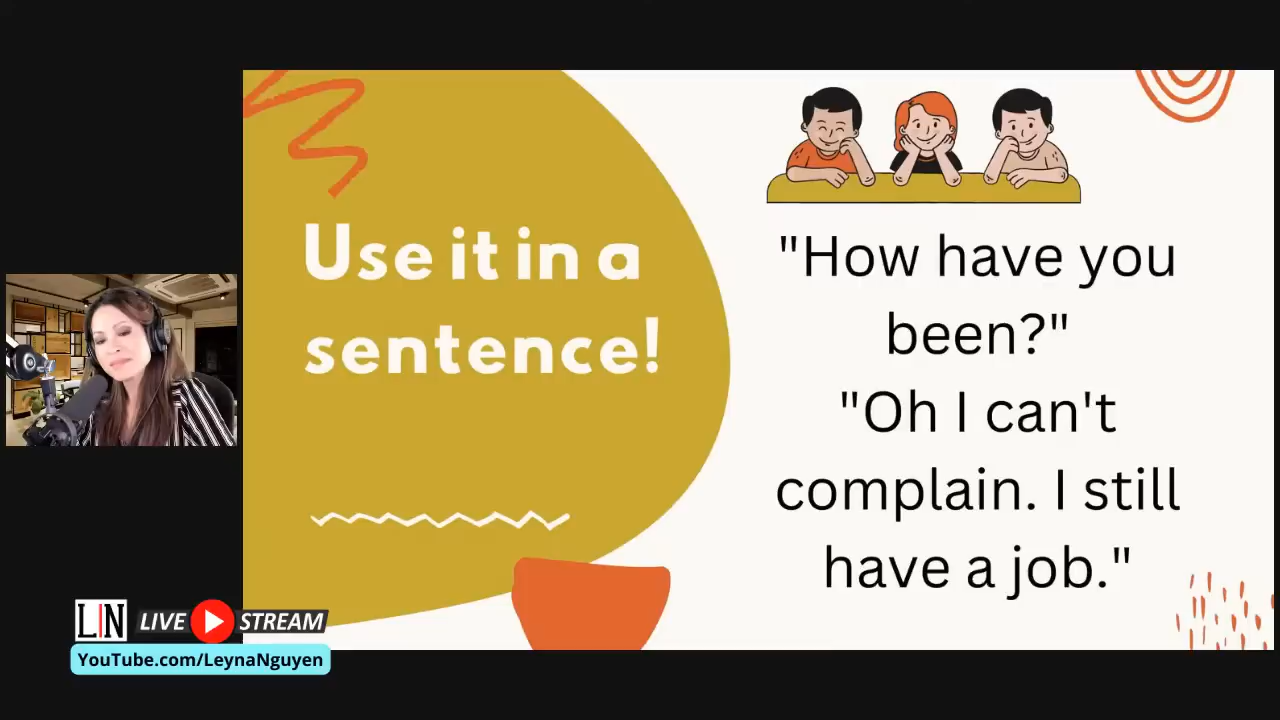 Use it in a
sentence!
"How have you
been?"
"Oh I can't
complain. I still
have a job."
LN LIVE STREAM
YouTube.com/LeynaNguyen